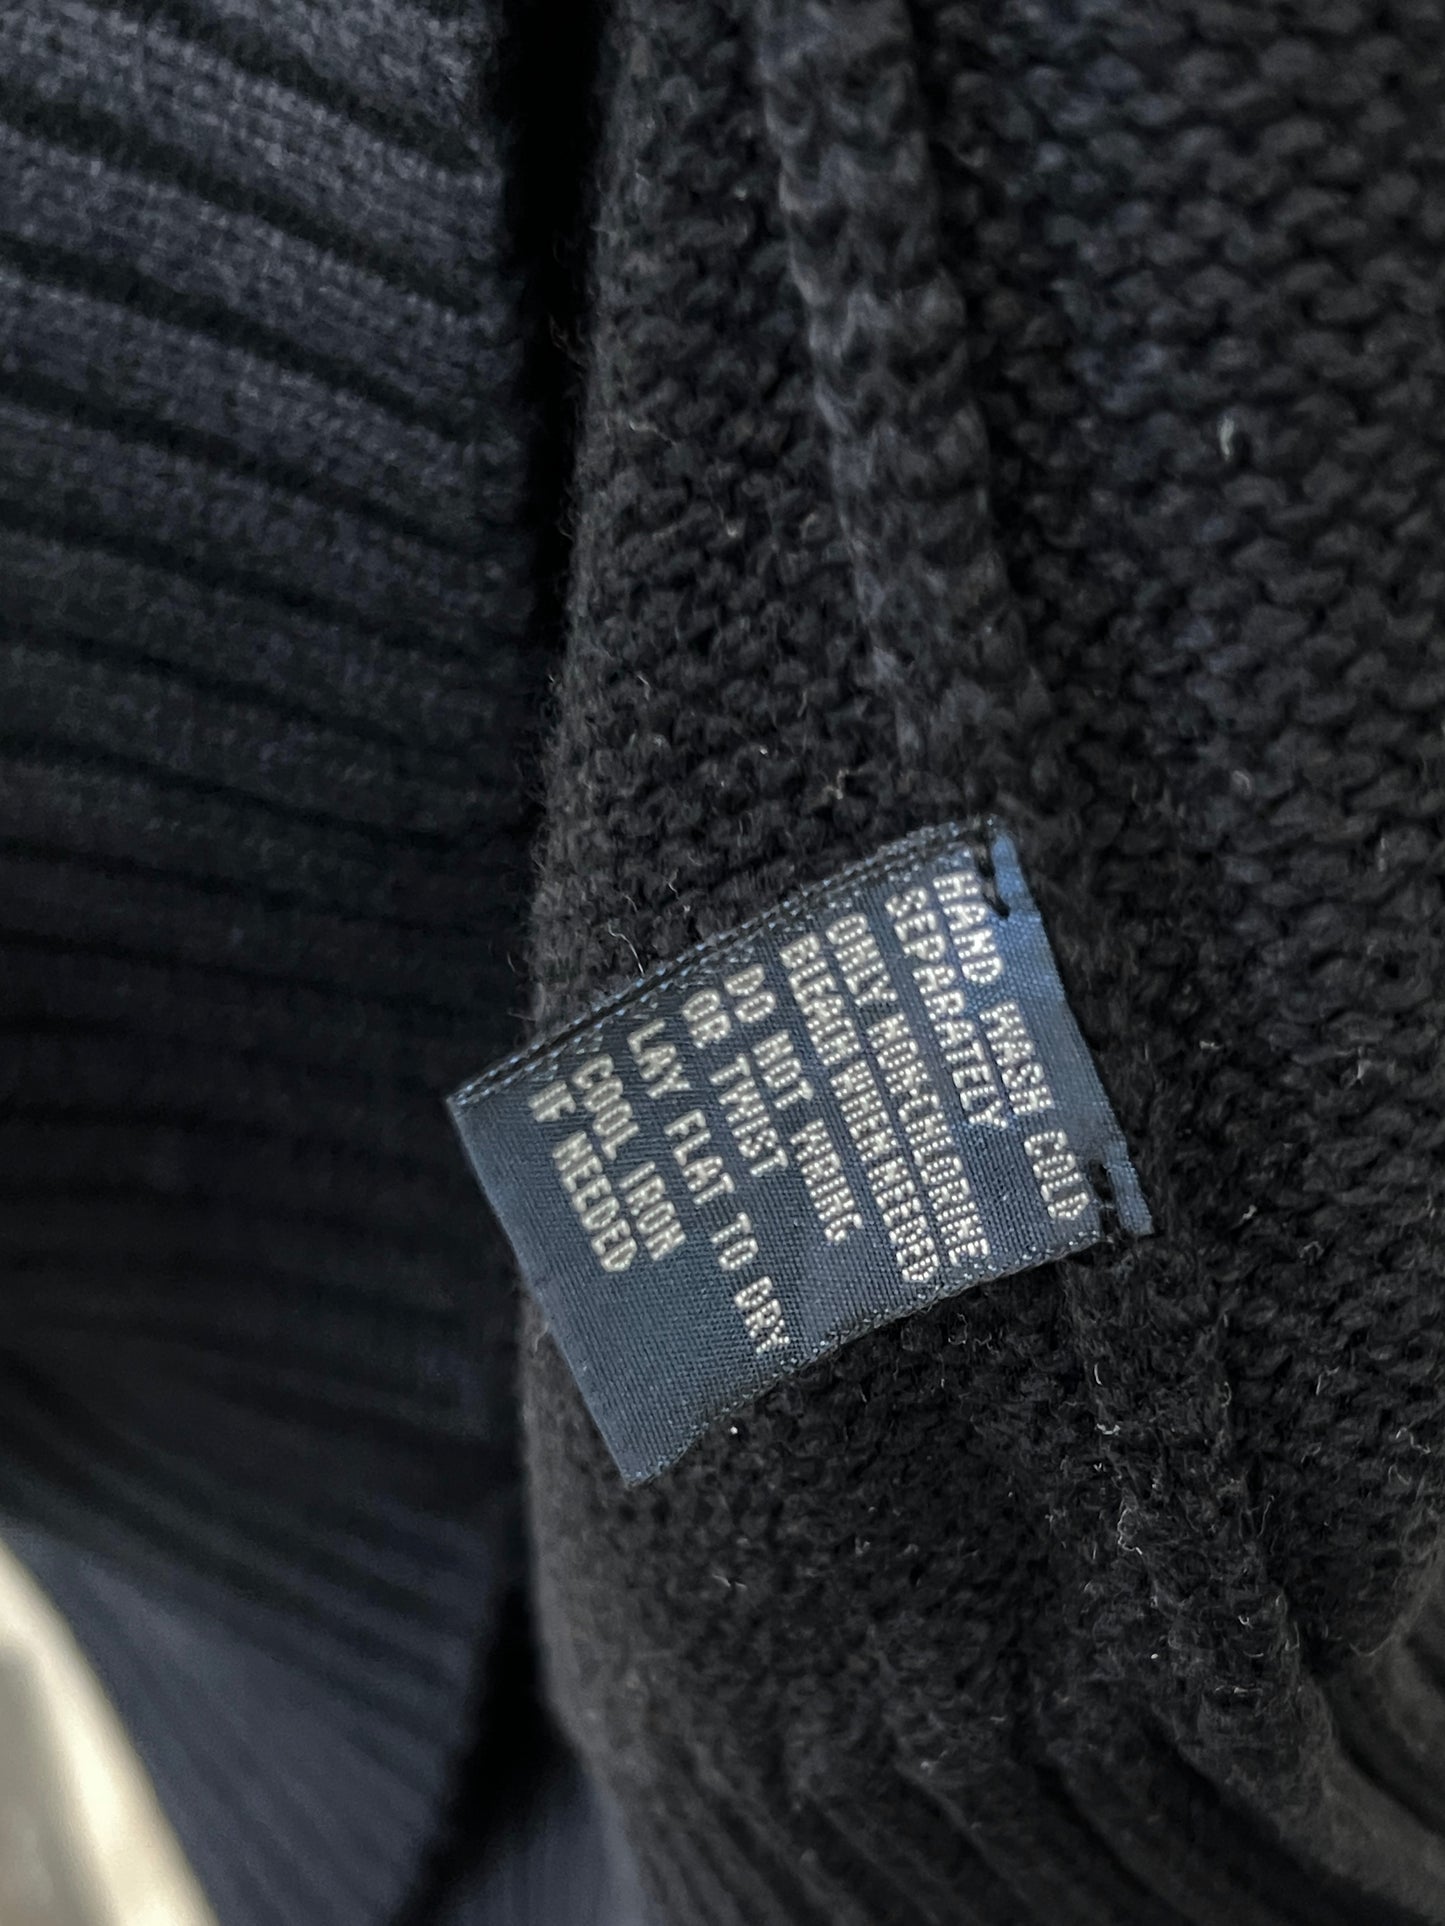 HAND WASH COLD
SEPARATELY
ONLY NON-CHLORINE
BLEACH WHEN NEEDED
DO NOT WRING
OR TWIST
LAY FLAT TO DRY
COOL IRON
IF NEEDED